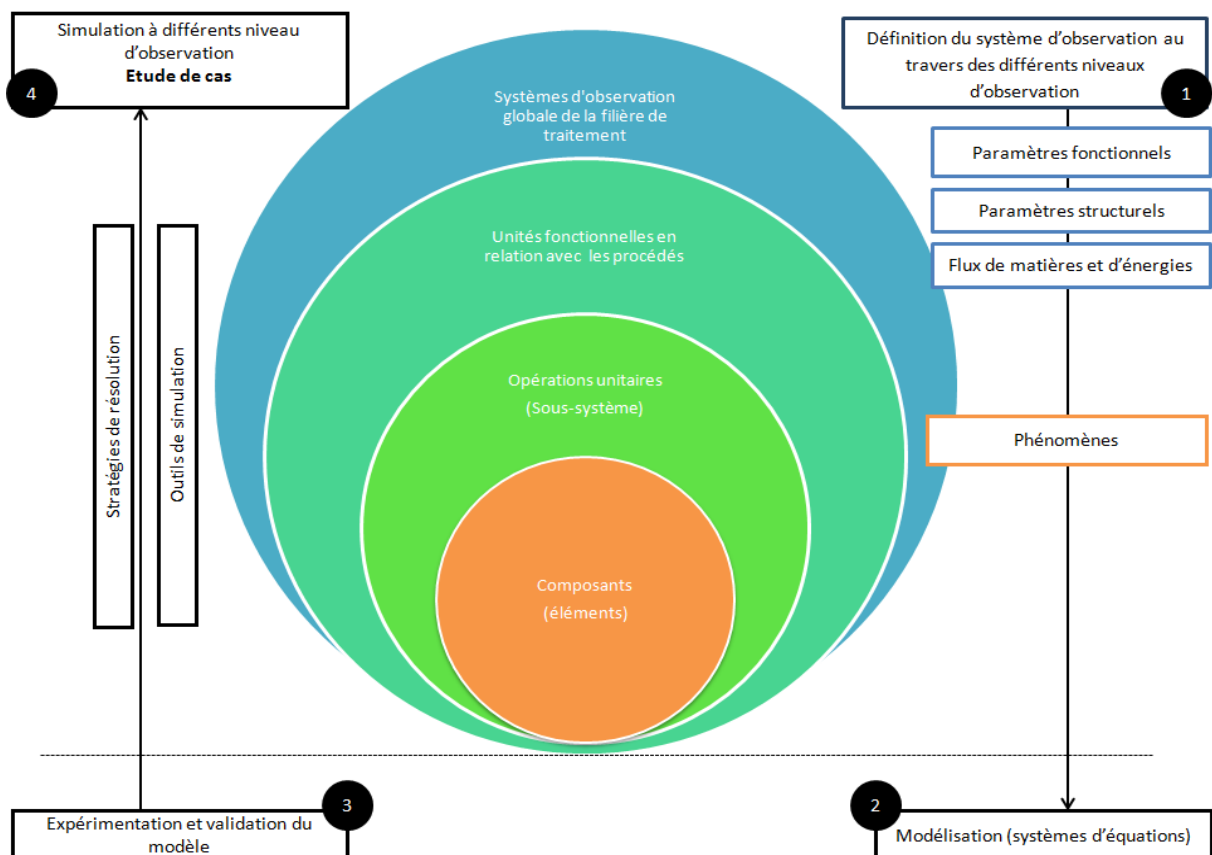 Simulation à différents niveau
d'observation
Etude de cas
4
Définition du système d'observation au
travers des différents niveaux
d'observation
1
Systèmes d'observation
globale de la filière de
traitement
Paramètres fonctionnels
Paramètres structurels
Flux de matières et d'énergies
Unités fonctionnelles en
relation avec les procédés
Stratégies de résolution
Outils de simulation
Opérations unitaires
(Sous-système)
Phénomènes
Composants
(éléments)
3
Expérimentation et validation du
modèle
2
Modélisation (systèmes d'équations)